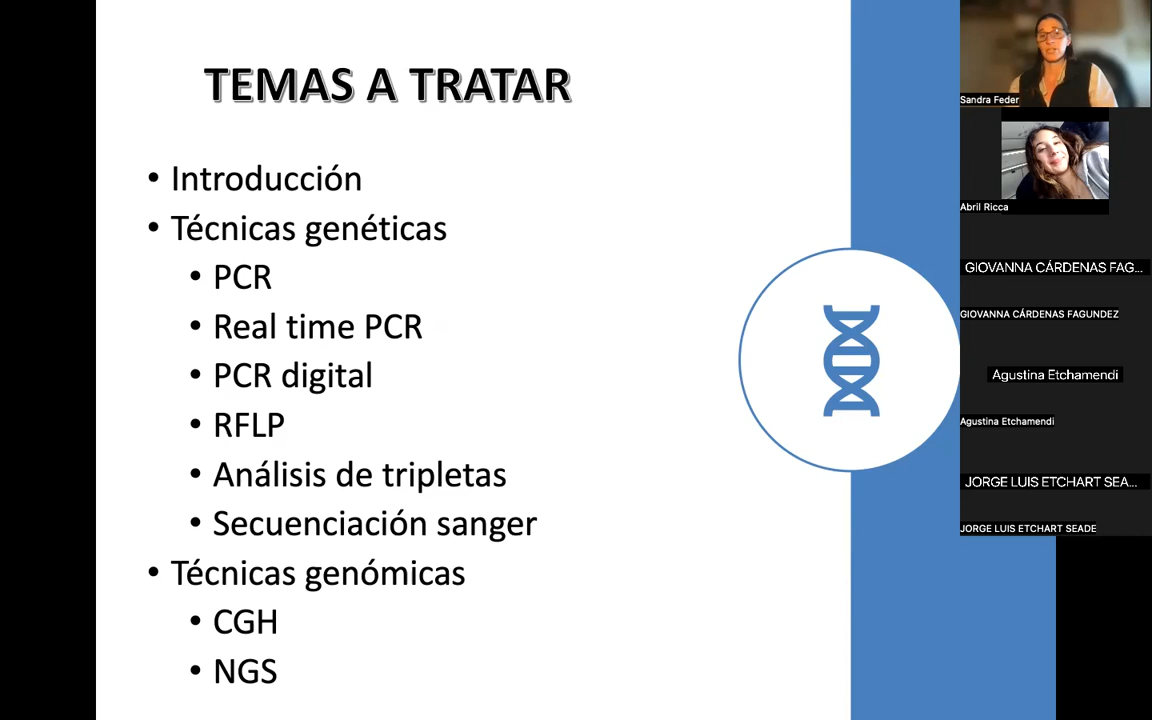 TEMAS A TRATAR
• Introducción
• Técnicas genéticas
• PCR
• Real time PCR
• PCR digital
• RFLP
• Análisis de tripletas
• Secuenciación sanger
• Técnicas genómicas
• CGH
• NGS
Sandra Feder
Abril Ricca
GIOVANNA CÁRDENAS FAG...
GIOVANNA CÁRDENAS FAGUNDEZ
Agustina Etchamendi
Agustina Etchamendi
JORGE LUIS ETCHART SEA...
JORGE LUIS ETCHART SEADE